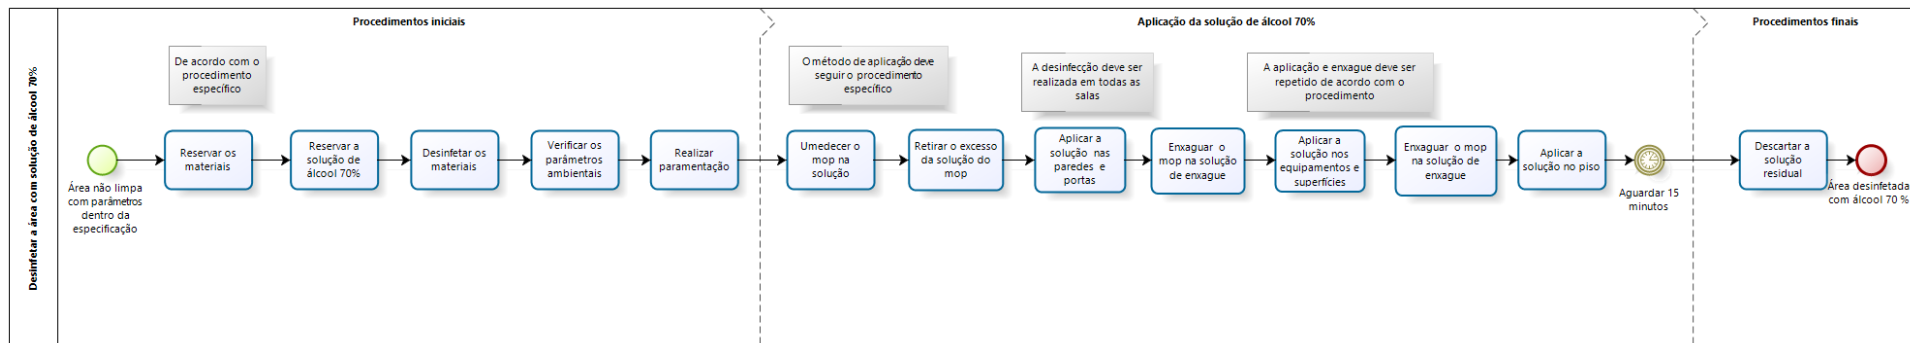 Desinfetar a área com solução de álcool 70%
Procedimentos iniciais
De acordo com o
procedimento
específico
Área não limpa
com parâmetros
dentro da
especificação
Reservar os
materiais
Reservar a
solução de
álcool 70%
Desinfetar os
materiais
Verificar os
parâmetros
ambientais
Realizar
paramentação
Aplicação da solução de álcool 70%
O método de aplicação deve
seguir o procedimento
específico
A desinfecção deve ser
realizada em todas as
salas
A aplicação e enxague deve ser
repetido de acordo com o
procedimento
Umedecer o
mop na
solução
Retirar o excesso
da solução do
mop
Aplicar a
solução nas
paredes e
portas
Enxaguar o
mop na solução
de enxague
Aplicar a
solução nos
equipamentos e
superfícies
Enxaguar o mop
na solução de
enxague
Aplicar a
solução no piso
Aguardar 15
minutos
Procedimentos finais
Descartar a
solução
residual
Área desinfetada
com álcool 70 %